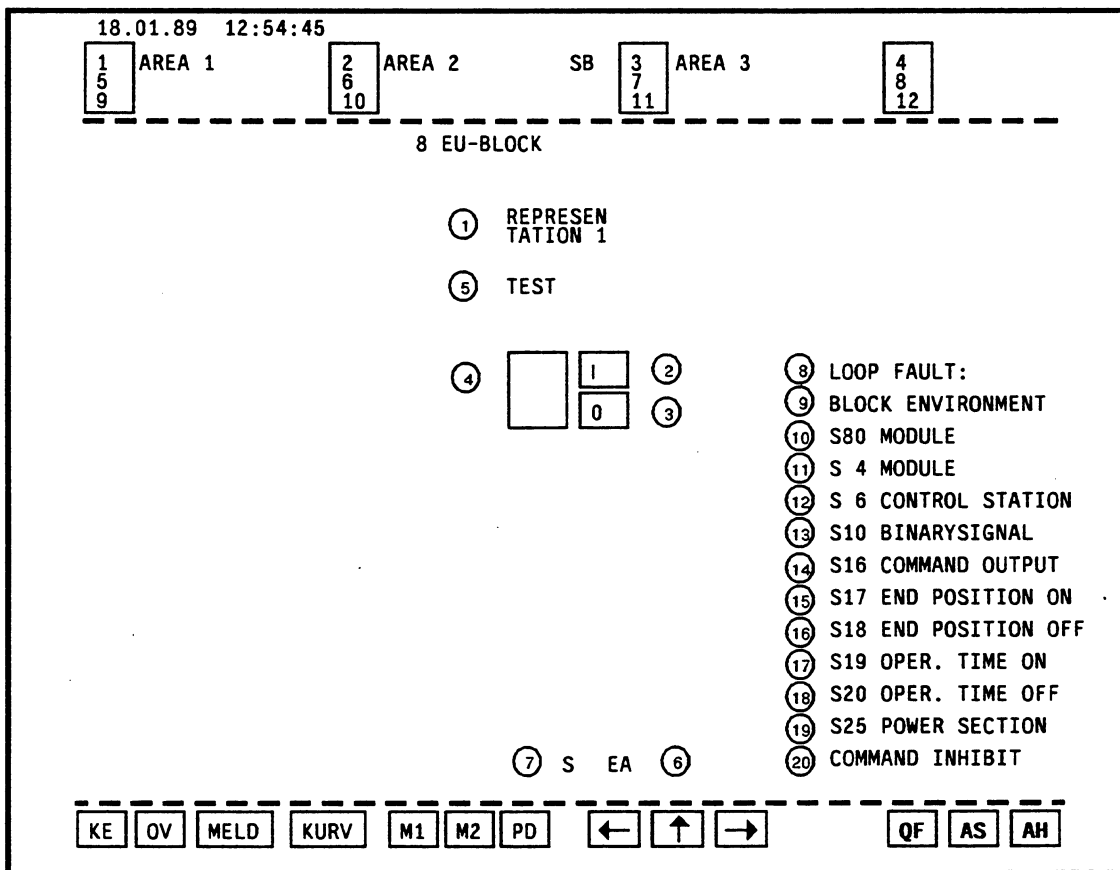 18.01.89 12:54:45
1 AREA 1 2 AREA 2 SB 3 AREA 3 4
5 6 7 8
9 10 11 12
8 EU-BLOCK
1 REPRESEN
TATION 1
5 TEST
4 I 2
0 3
8 LOOP FAULT:
9 BLOCK ENVIRONMENT
10 S80 MODULE
11 S 4 MODULE
12 S 6 CONTROL STATION
13 S10 BINARYSIGNAL
14 S16 COMMAND OUTPUT
15 S17 END POSITION ON
16 S18 END POSITION OFF
17 S19 OPER. TIME ON
18 S20 OPER. TIME OFF
19 S25 POWER SECTION
7 S EA 6 20 COMMAND INHIBIT
KE OV MELD KURV M1 M2 PD ← ↑ → QF AS AH